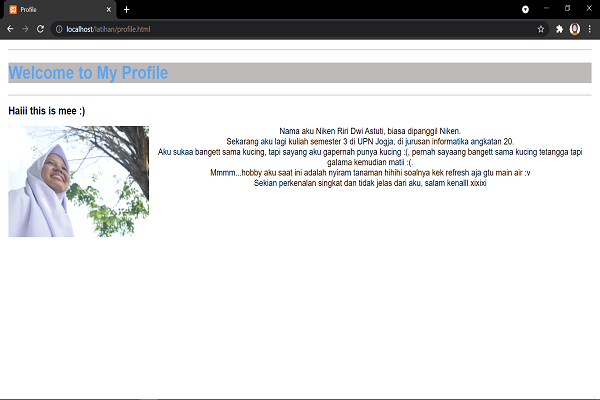 Profile
localhost/latihan/profile.html
Welcome to My Profile
Haiii this is mee :)
Nama aku Niken Riri Dwi Astuti, biasa dipanggil Niken.
Sekarang aku lagi kuliah semester 3 di UPN Jogja, di jurusan informatika angkatan 20.
Aku sukaa bangett sama kucing, tapi sayang aku gapernah punya kucing :(, pernah sayaang bangett sama kucing tetangga tapi
galama kemudian matii :(.
Mmmm...hobby aku saat ini adalah nyiram tanaman hihihi soalnya kek refresh aja gtu main air :v
Sekian perkenalan singkat dan tidak jelas dari aku, salam kenalll xixixi